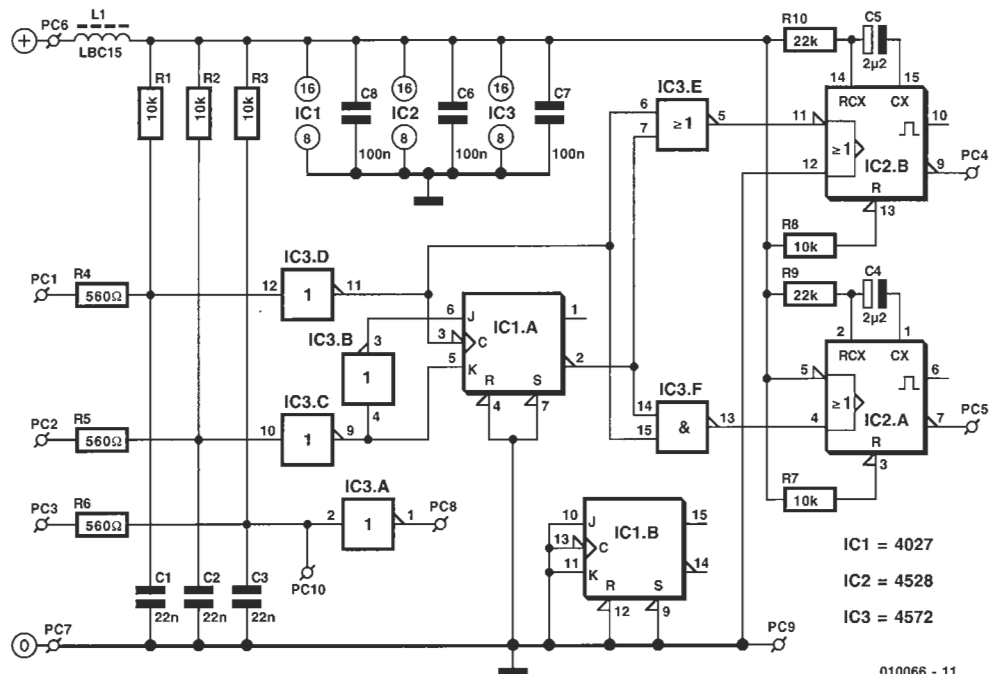 L1
PC6
+
LBC15
R1
10k
R2
10k
R3
10k
16
IC1
8
C8
100n
16
IC2
8
C6
100n
16
IC3
8
C7
100n
IC3.E
6
7
≥1
5
R10
22k
C5
2µ2
14
15
RCX
CX
11
≥1
12
10
IC2.B
9
PC4
R
13
R8
10k
R9
22k
C4
2µ2
2
1
RCX
CX
5
≥1
4
6
IC2.A
7
PC5
R
3
R7
10k
PC1
R4
560Ω
IC3.D
12
1
11
IC3.B
3
1
4
6
J
3
C
5
K
IC1.A
1
2
R
S
4
7
PC2
R5
560Ω
IC3.C
10
1
9
IC3.F
14
15
&
13
PC3
R6
560Ω
IC3.A
2
1
1
PC8
PC10
10
J
13
C
11
K
IC1.B
15
14
R
S
12
9
IC1 = 4027
IC2 = 4528
IC3 = 4572
C1
22n
C2
22n
C3
22n
0
PC7
PC9
010066 - 11